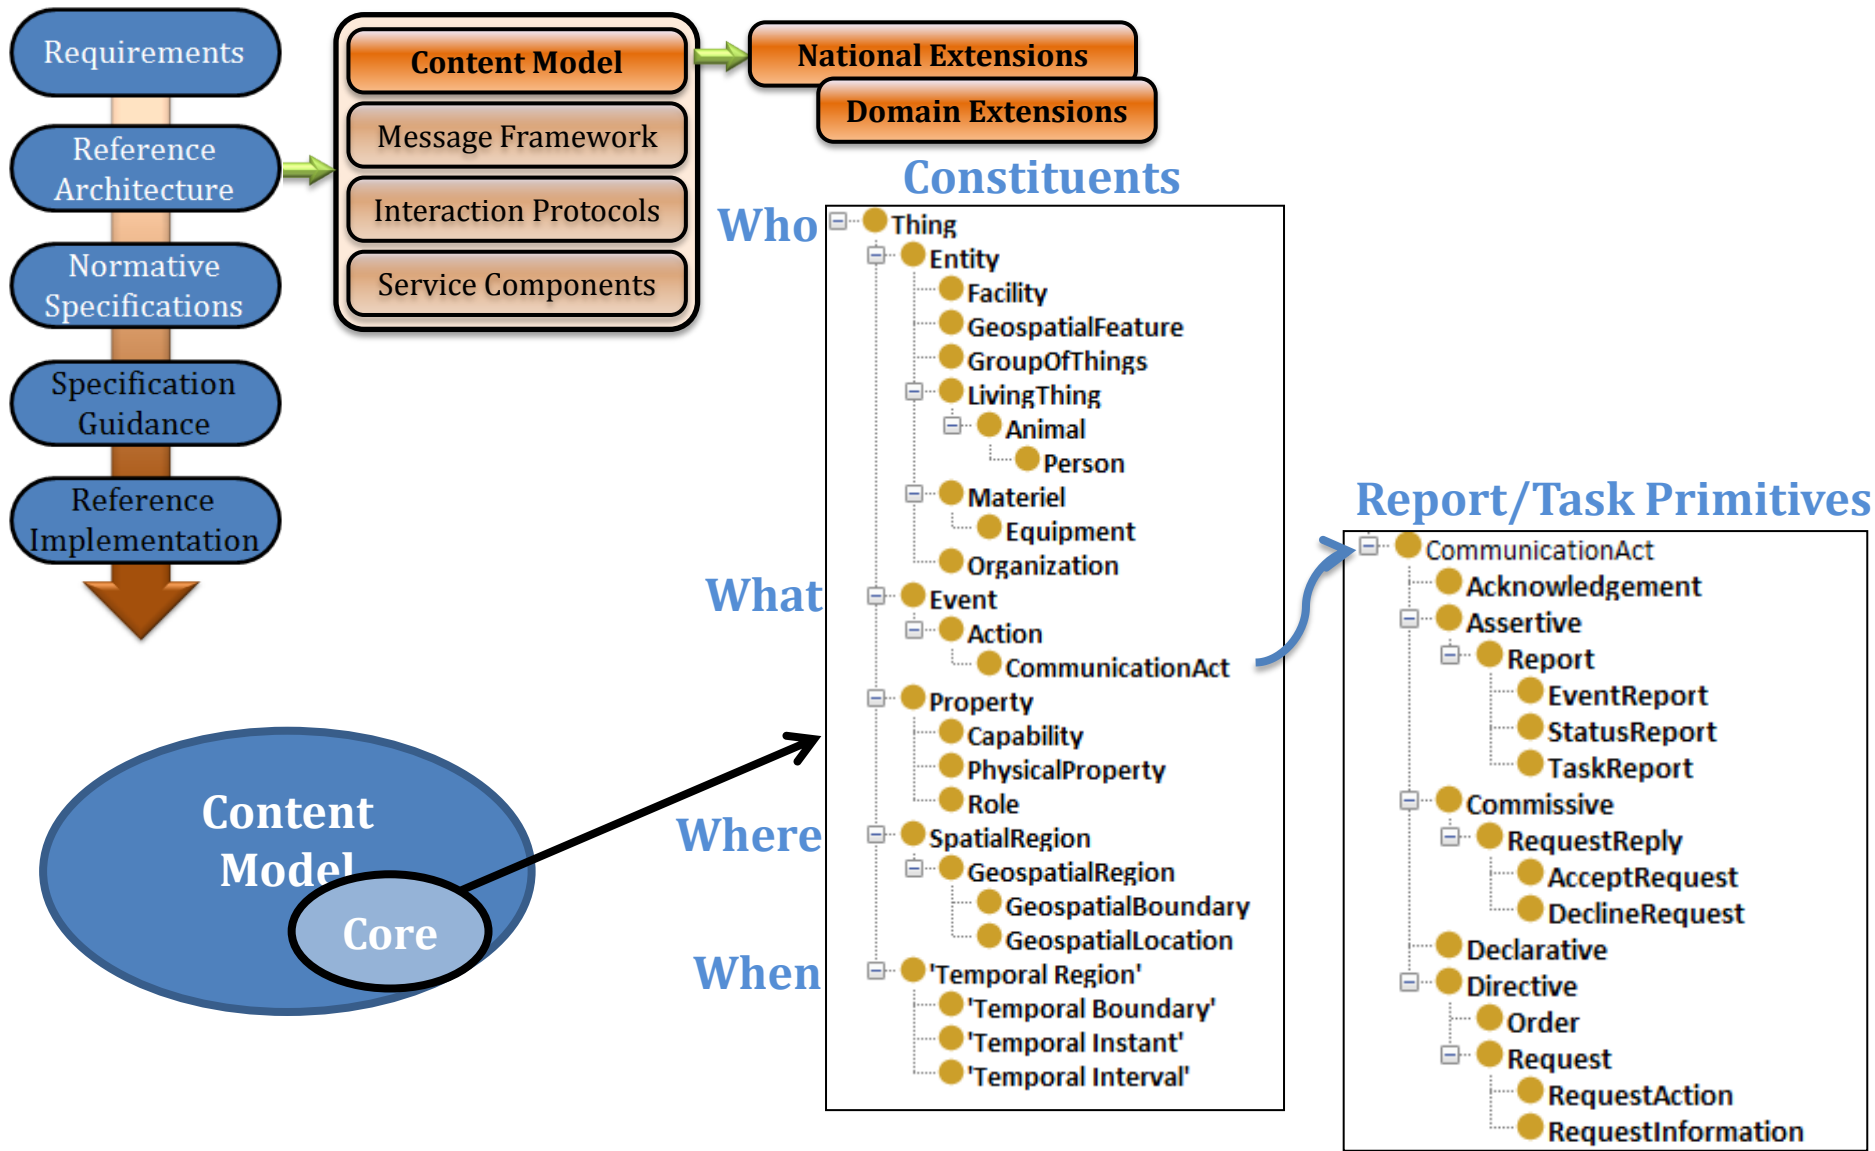 Requirements
Reference
Architecture
Normative
Specifications
Specification
Guidance
Reference
Implementation
Content Model
Message Framework
Interaction Protocols
Service Components
National Extensions
Domain Extensions
Constituents
Who
Thing
Entity
Facility
GeospatialFeature
GroupOfThings
LivingThing
Animal
Person
Materiel
Equipment
Organization
What
Event
Action
CommunicationAct
Property
Capability
PhysicalProperty
Role
Where
SpatialRegion
GeospatialRegion
GeospatialBoundary
GeospatialLocation
When
'Temporal Region'
'Temporal Boundary'
'Temporal Instant'
'Temporal Interval'
Report/Task Primitives
CommunicationAct
Acknowledgement
Assertive
Report
EventReport
StatusReport
TaskReport
Commissive
RequestReply
AcceptRequest
DeclineRequest
Declarative
Directive
Order
Request
RequestAction
RequestInformation
Content
Model
Core